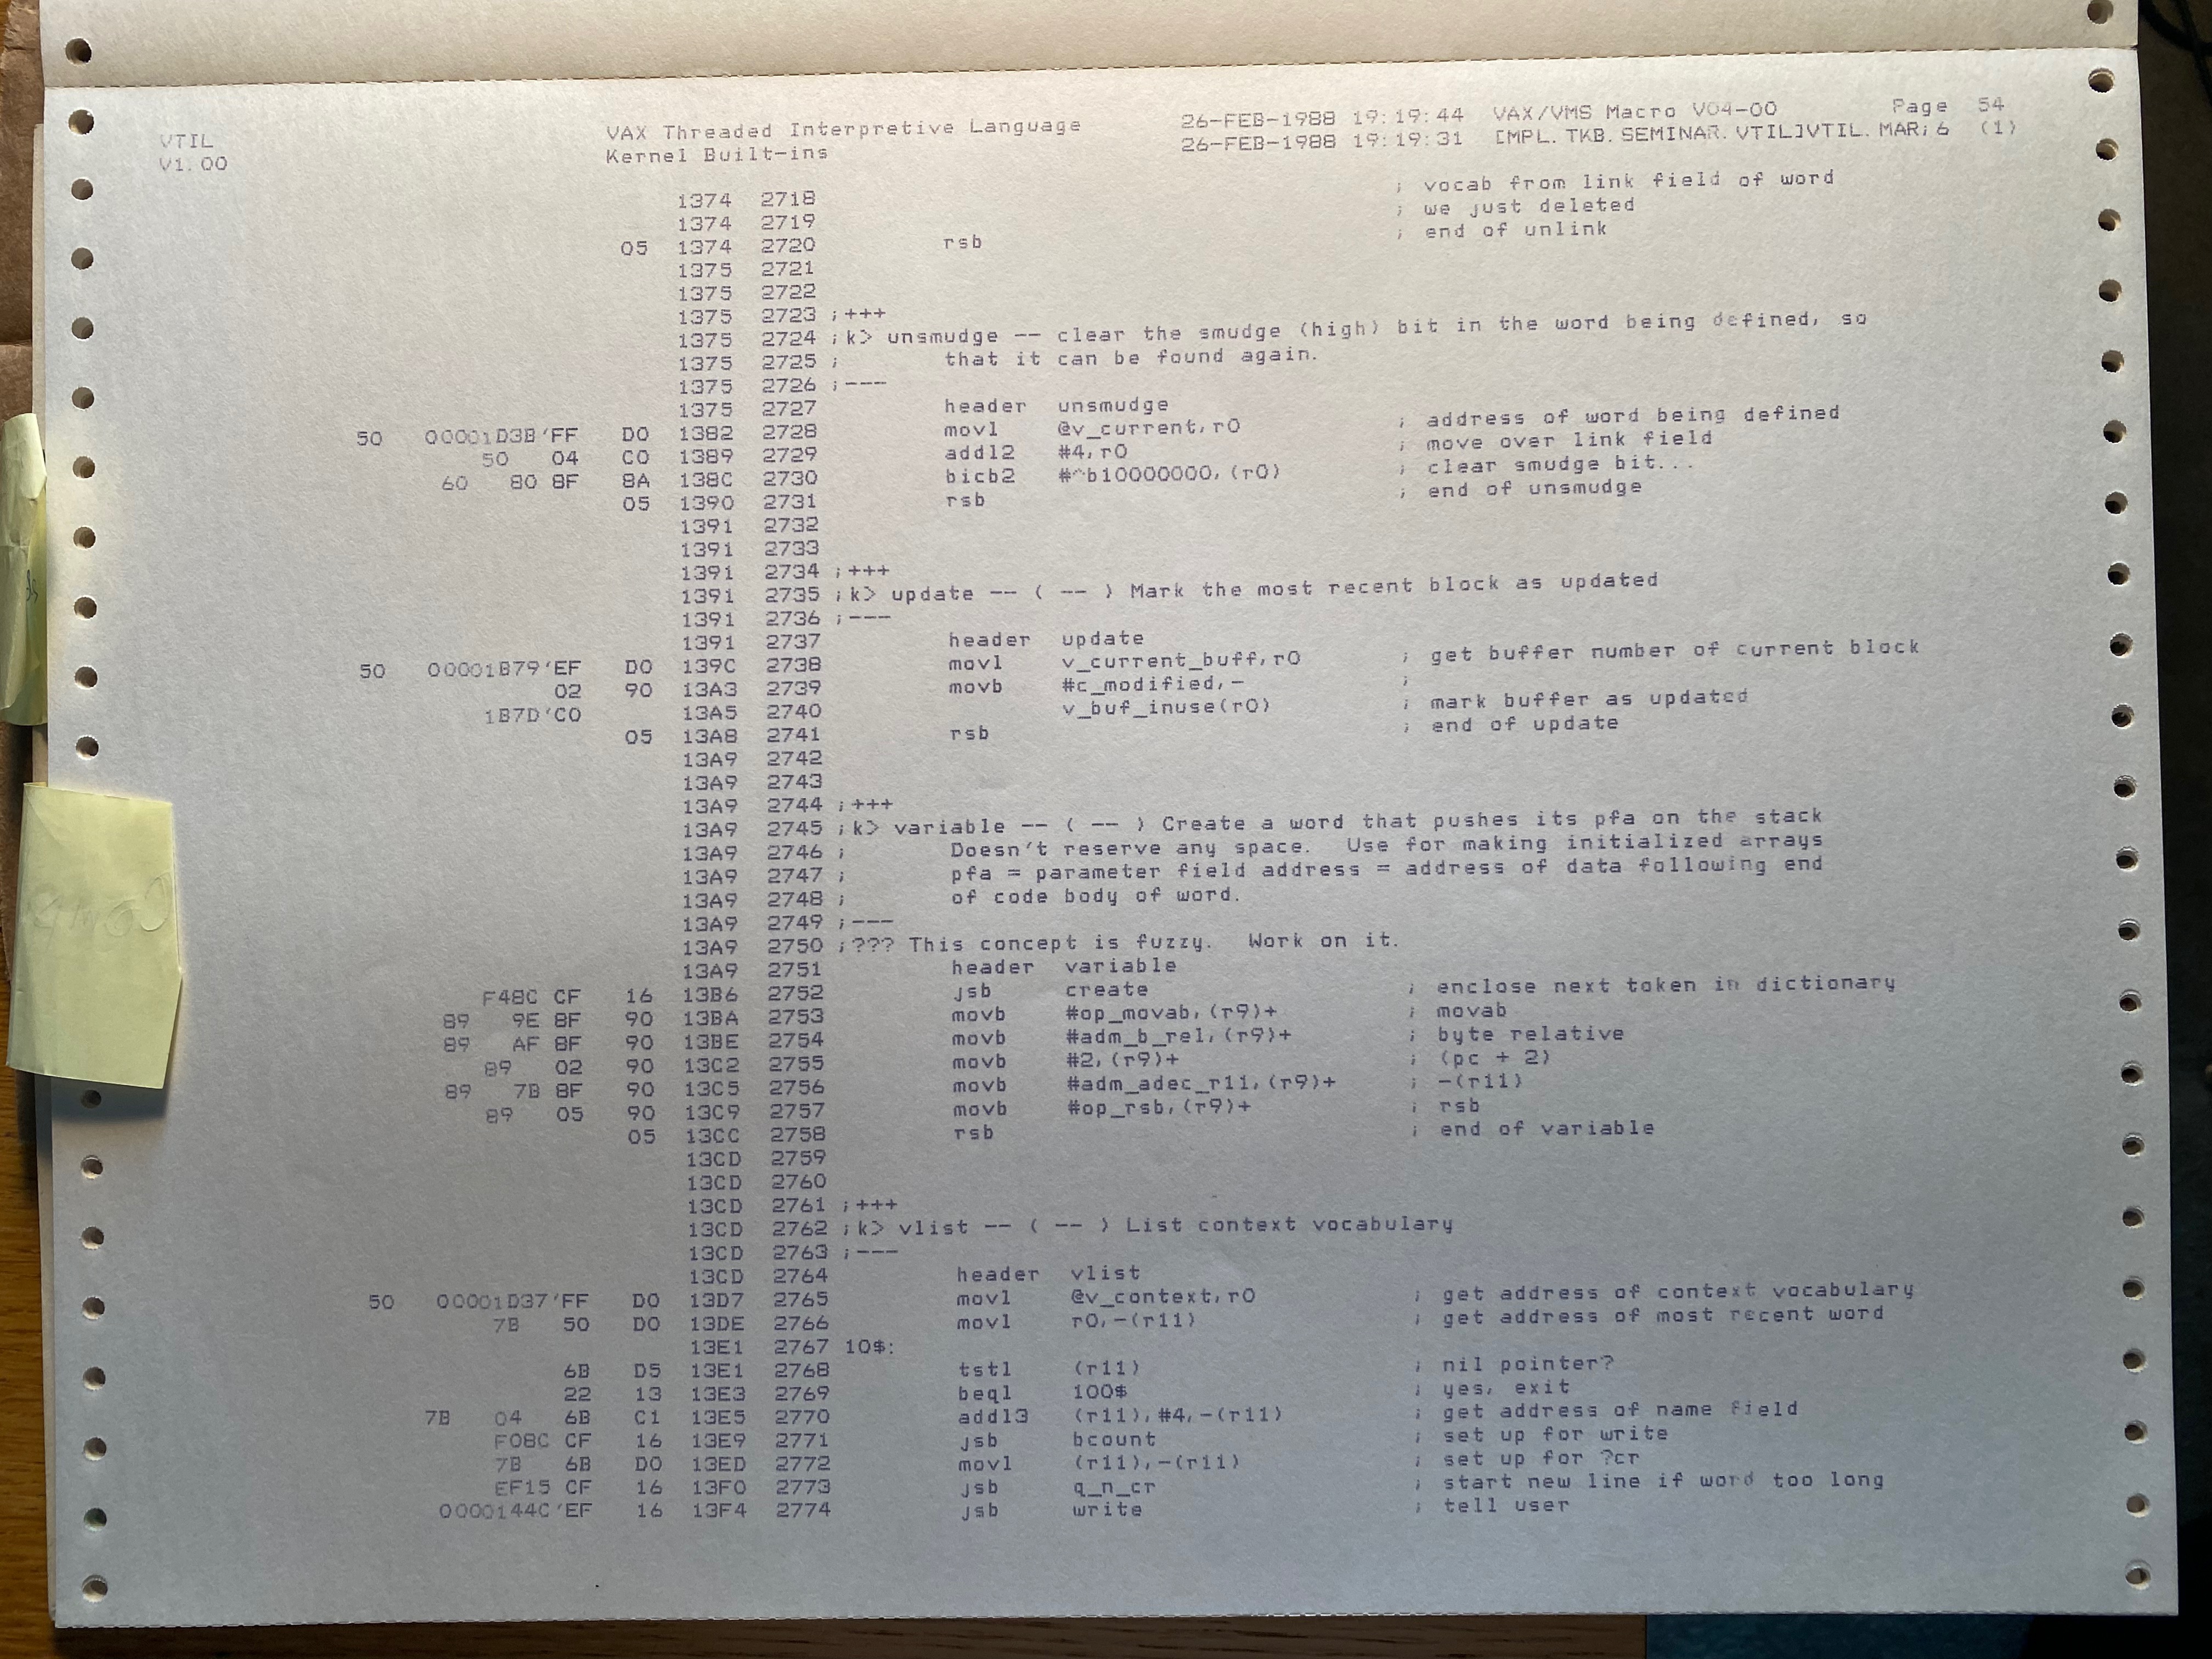 VTIL VAX Threaded Interpretive Language 26-FEB-1988 19:19:44 VAX/VMS Macro V04-00 Page 54
V1.00 Kernel Built-ins 26-FEB-1988 19:19:31 [MPL.TKB.SEMINAR.VTIL]VTIL.MAR;6 (1)
1374 2718 ; vocab from link field of word
1374 2719 ; we just deleted
05 1374 2720 rsb ; end of unlink
1375 2721
1375 2722
1375 2723 ;+++
1375 2724 ;k> unsmudge -- clear the smudge (high) bit in the word being defined, so
1375 2725 ; that it can be found again.
1375 2726 ;---
1375 2727 header unsmudge
50 00001D3B'FF D0 1382 2728 movl @v_current,r0 ; address of word being defined
50 04 C0 1389 2729 addl2 #4,r0 ; move over link field
60 80 8F 8A 138C 2730 bicb2 #^b10000000,(r0) ; clear smudge bit...
05 1390 2731 rsb ; end of unsmudge
1391 2732
1391 2733
1391 2734 ;+++
1391 2735 ;k> update -- ( -- ) Mark the most recent block as updated
1391 2736 ;---
1391 2737 header update
50 00001B79'EF D0 139C 2738 movl v_current_buff,r0 ; get buffer number of current block
02 90 13A3 2739 movb #c_modified,- ;
1B7D'C0 13A5 2740 v_buf_inuse(r0) ; mark buffer as updated
05 13A8 2741 rsb ; end of update
13A9 2742
13A9 2743
13A9 2744 ;+++
13A9 2745 ;k> variable -- ( -- ) Create a word that pushes its pfa on the stack
13A9 2746 ; Doesn't reserve any space. Use for making initialized arrays
13A9 2747 ; pfa = parameter field address = address of data following end
13A9 2748 ; of code body of word.
13A9 2749 ;---
13A9 2750 ;??? This concept is fuzzy. Work on it.
13A9 2751 header variable
F48C CF 16 13B6 2752 jsb create ; enclose next token in dictionary
89 9E 8F 90 13BA 2753 movb #op_movab,(r9)+ ; movab
89 AF 8F 90 13BE 2754 movb #adm_b_rel,(r9)+ ; byte relative
89 02 90 13C2 2755 movb #2,(r9)+ ; (pc + 2)
89 7B 8F 90 13C5 2756 movb #adm_adec_r11,(r9)+ ; -(r11)
89 05 90 13C9 2757 movb #op_rsb,(r9)+ ; rsb
05 13CC 2758 rsb ; end of variable
13CD 2759
13CD 2760
13CD 2761 ;+++
13CD 2762 ;k> vlist -- ( -- ) List context vocabulary
13CD 2763 ;---
13CD 2764 header vlist
50 00001D37'FF D0 13D7 2765 movl @v_context,r0 ; get address of context vocabulary
7B 50 D0 13DE 2766 movl r0,-(r11) ; get address of most recent word
13E1 2767 10$:
6B D5 13E1 2768 tstl (r11) ; nil pointer?
22 13 13E3 2769 beql 100$ ; yes, exit
7B 04 6B C1 13E5 2770 addl3 (r11),#4,-(r11) ; get address of name field
F08C CF 16 13E9 2771 jsb bcount ; set up for write
7B 6B D0 13ED 2772 movl (r11),-(r11) ; set up for ?cr
EF15 CF 16 13F0 2773 jsb q_n_cr ; start new line if word too long
0000144C'EF 16 13F4 2774 jsb write ; tell user